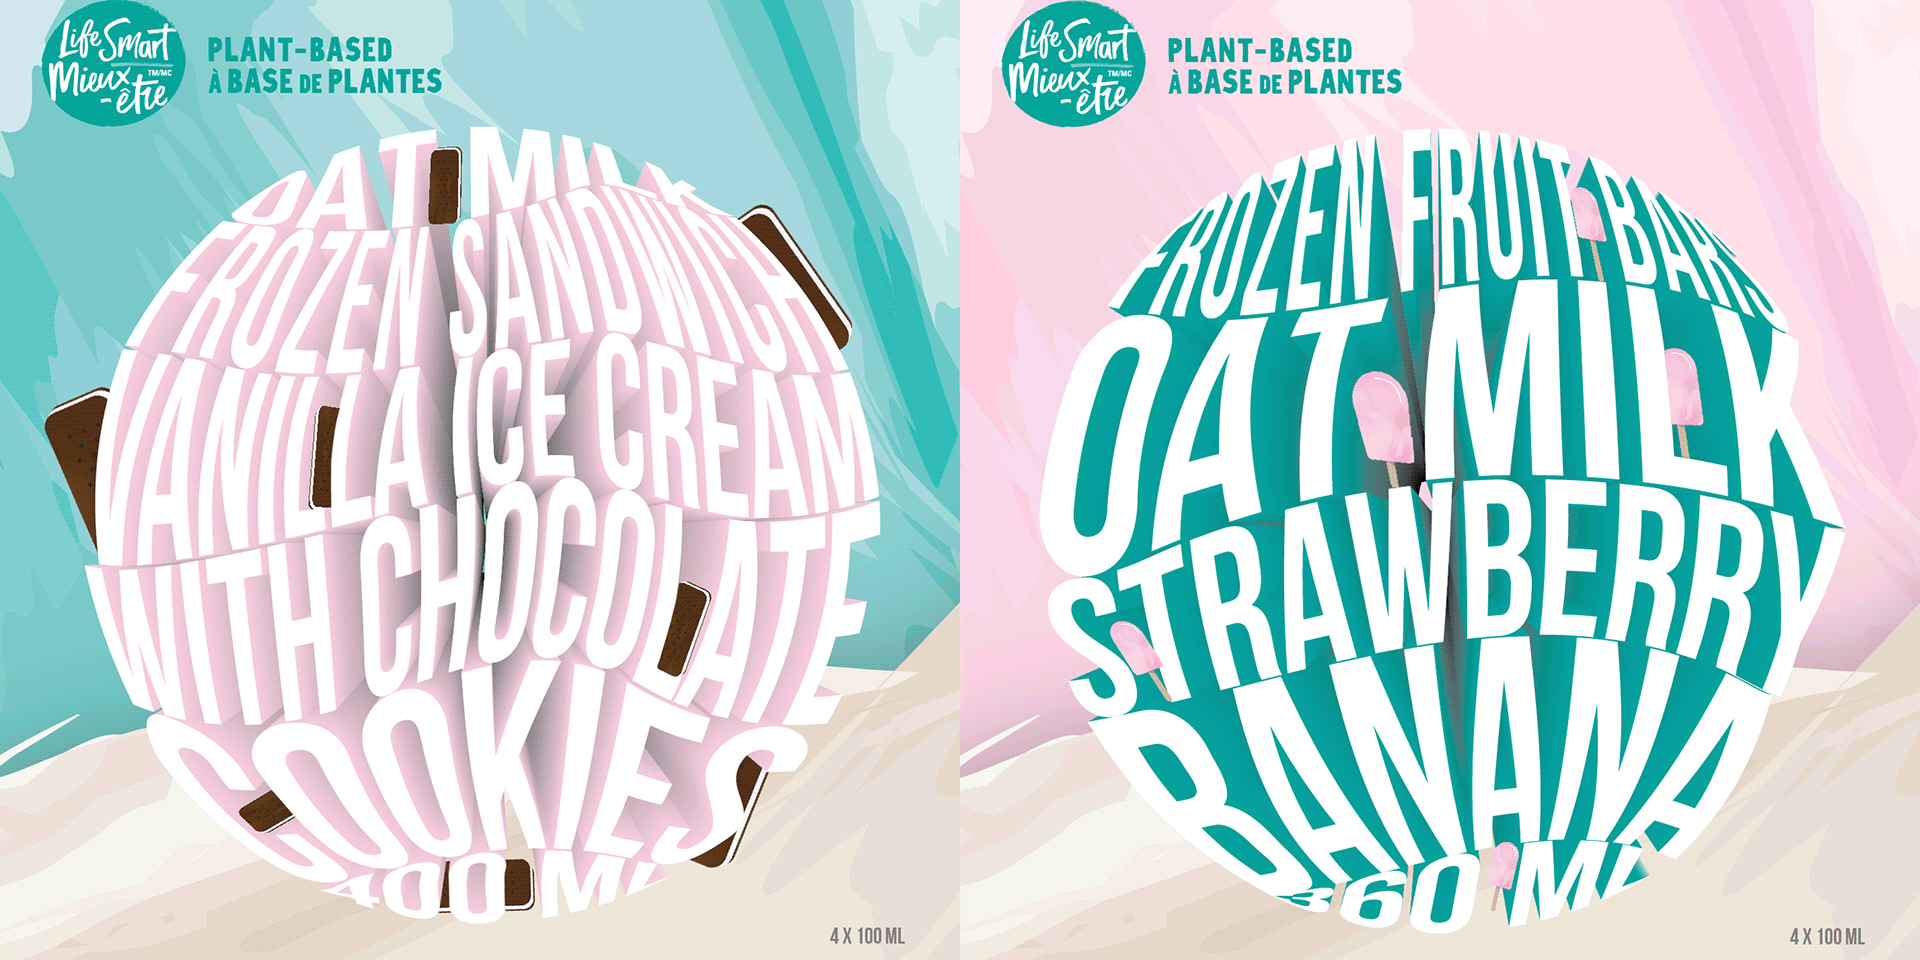 Life Smart
Mieux
-être
TM/MC
PLANT-BASED
À BASE DE PLANTES
OAT MILK
FROZEN SANDWICH
VANILLA ICE CREAM
WITH CHOCOLATE
COOKIES
400 ML
4 X 100 ML
Life Smart
Mieux
-être
TM/MC
PLANT-BASED
À BASE DE PLANTES
FROZEN FRUIT BARS
OAT MILK
STRAWBERRY
BANANA
360 ML
4 X 100 ML